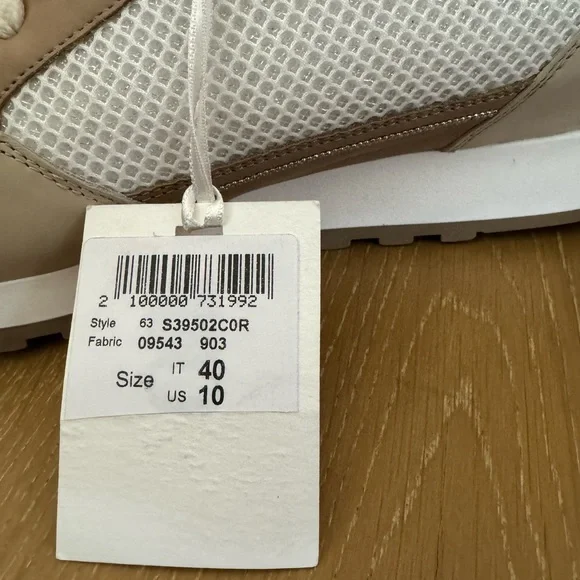 2 100000 731992
Style 63 S39502C0R
Fabric 09543 903
Size IT 40
US 10